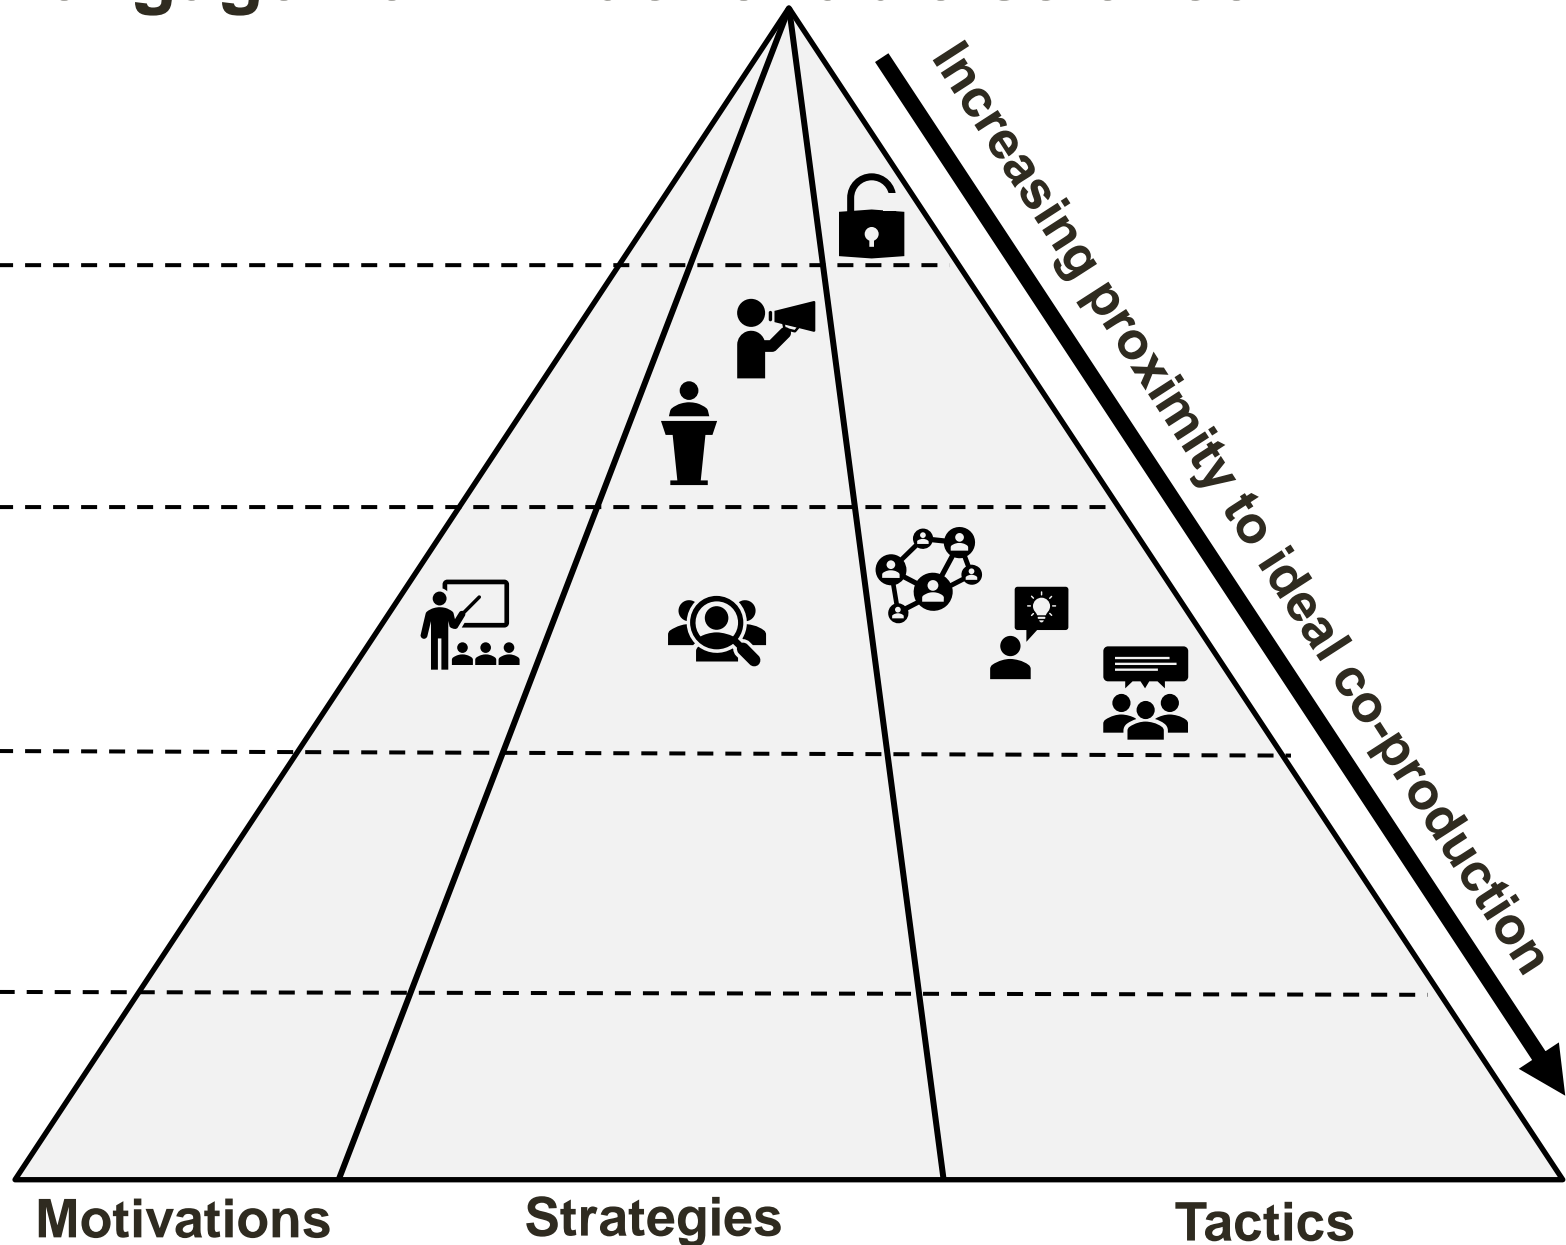 Increasing proximity to ideal co-production
Motivations
Strategies
Tactics